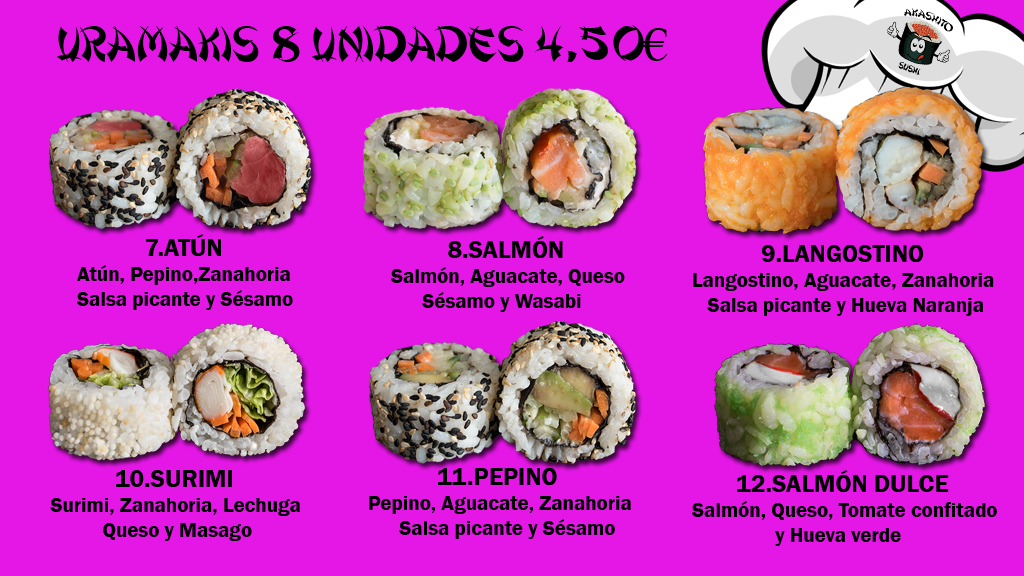 URAMAKIS 8 UNIDADES 4,50€
AKASHITO
SUSHI
7.ATÚN
Atún, Pepino,Zanahoria
Salsa picante y Sésamo
8.SALMÓN
Salmón, Aguacate, Queso
Sésamo y Wasabi
9.LANGOSTINO
Langostino, Aguacate, Zanahoria
Salsa picante y Hueva Naranja
10.SURIMI
Surimi, Zanahoria, Lechuga
Queso y Masago
11.PEPINO
Pepino, Aguacate, Zanahoria
Salsa picante y Sésamo
12.SALMÓN DULCE
Salmón, Queso, Tomate confitado
y Hueva verde